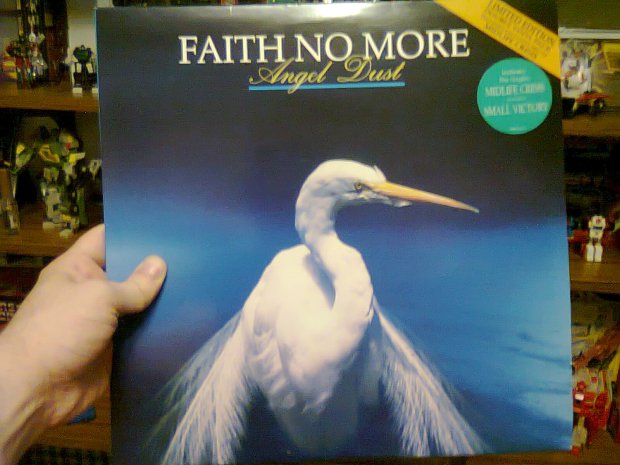 FAITH NO MORE
Angel Dust
LIMITED EDITION
MIDLIFE CRISIS
SMALL VICTORY